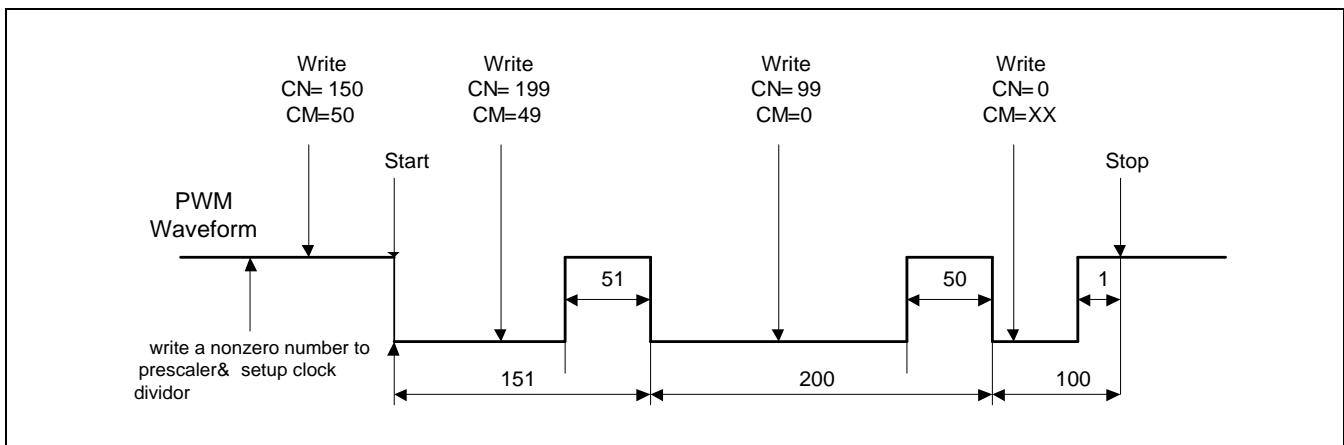 Write
CN= 150
CM=50
Write
CN= 199
CM=49
Write
CN= 99
CM=0
Write
CN= 0
CM=XX
Start
Stop
PWM
Waveform
51
50
1
write a nonzero number to
prescaler& setup clock
dividor
151
200
100